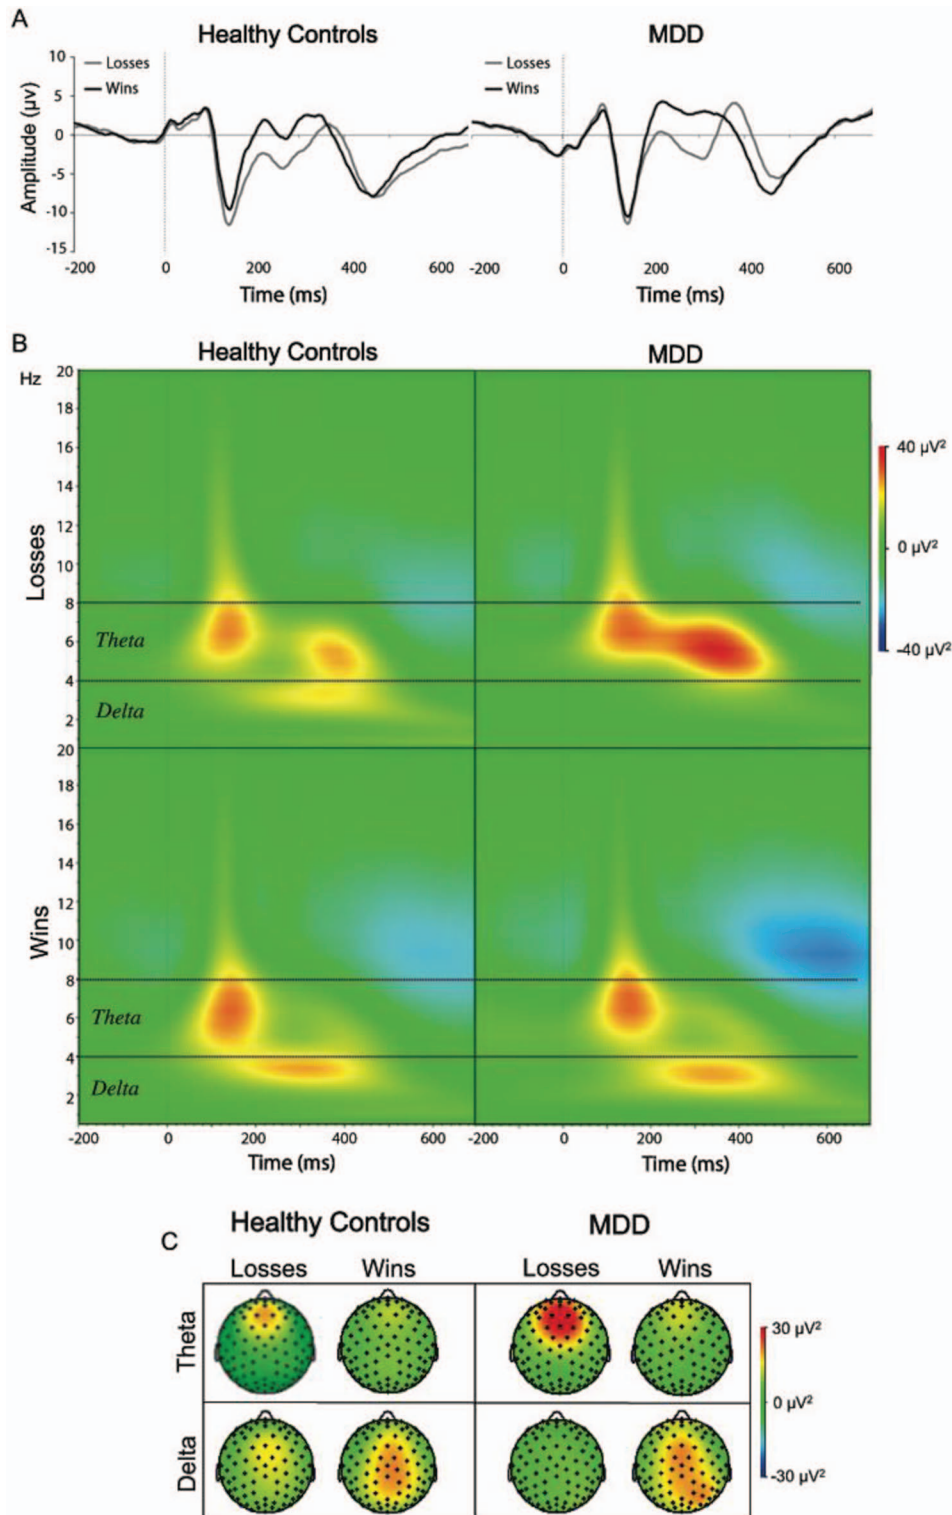 A
Healthy Controls
MDD
Amplitude (μv)
10
5
0
-5
-10
-15
Losses
Wins
Losses
Wins
-200 0 200 400 600
-200 0 200 400 600
Time (ms)
Time (ms)
B
Healthy Controls
MDD
Hz
Losses
20
18
16
14
12
10
8
6
4
2
Theta
Delta
40 μV²
0 μV²
-40 μV²
Wins
20
18
16
14
12
10
8
6
4
2
Theta
Delta
-200 0 200 400 600
-200 0 200 400 600
Time (ms)
Time (ms)
C
Healthy Controls
MDD
Losses Wins
Losses Wins
Theta
Delta
30 μV²
0 μV²
-30 μV²